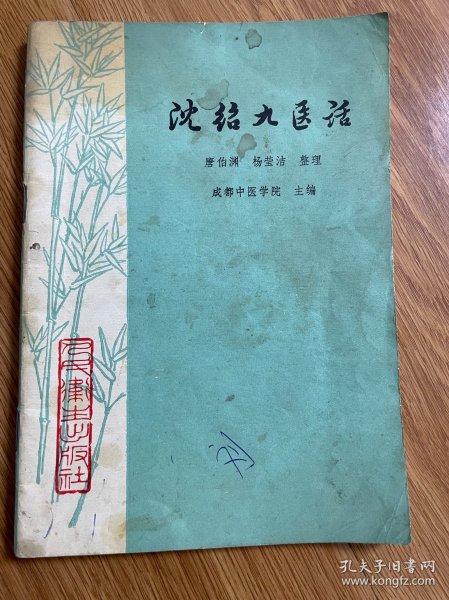 沈绍九医话
唐伯渊 杨莹洁 整理
成都中医学院 主编
人民卫生出版社
刘
孔夫子旧书网
www.kongfz.com